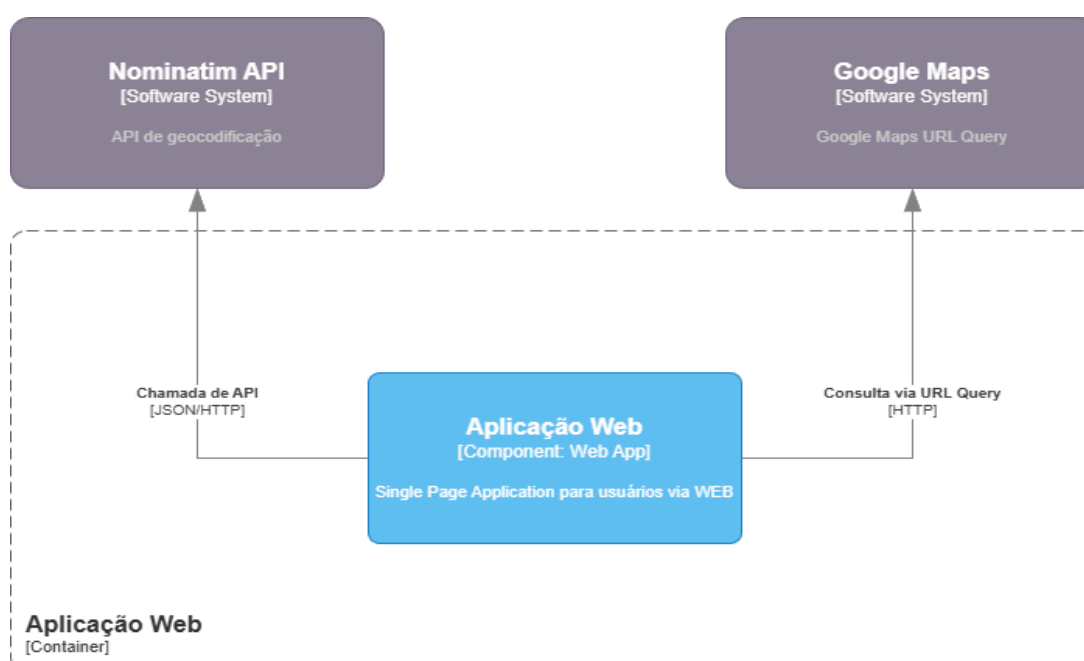 Nominatim API
[Software System]
API de geocodificação
Google Maps
[Software System]
Google Maps URL Query
Chamada de API
[JSON/HTTP]
Consulta via URL Query
[HTTP]
Aplicação Web
[Component: Web App]
Single Page Application para usuários via WEB
Aplicação Web
[Container]